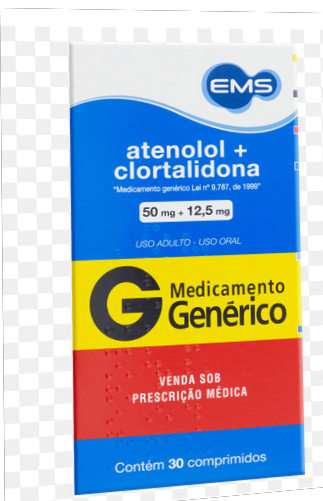 EMS
atenolol +
clortalidona
"Medicamento genérico Lei nº 9.787, de 1999"
50 mg + 12,5 mg
USO ADULTO - USO ORAL
G Medicamento
Genérico
VENDA SOB
PRESCRIÇÃO MÉDICA
Contém 30 comprimidos